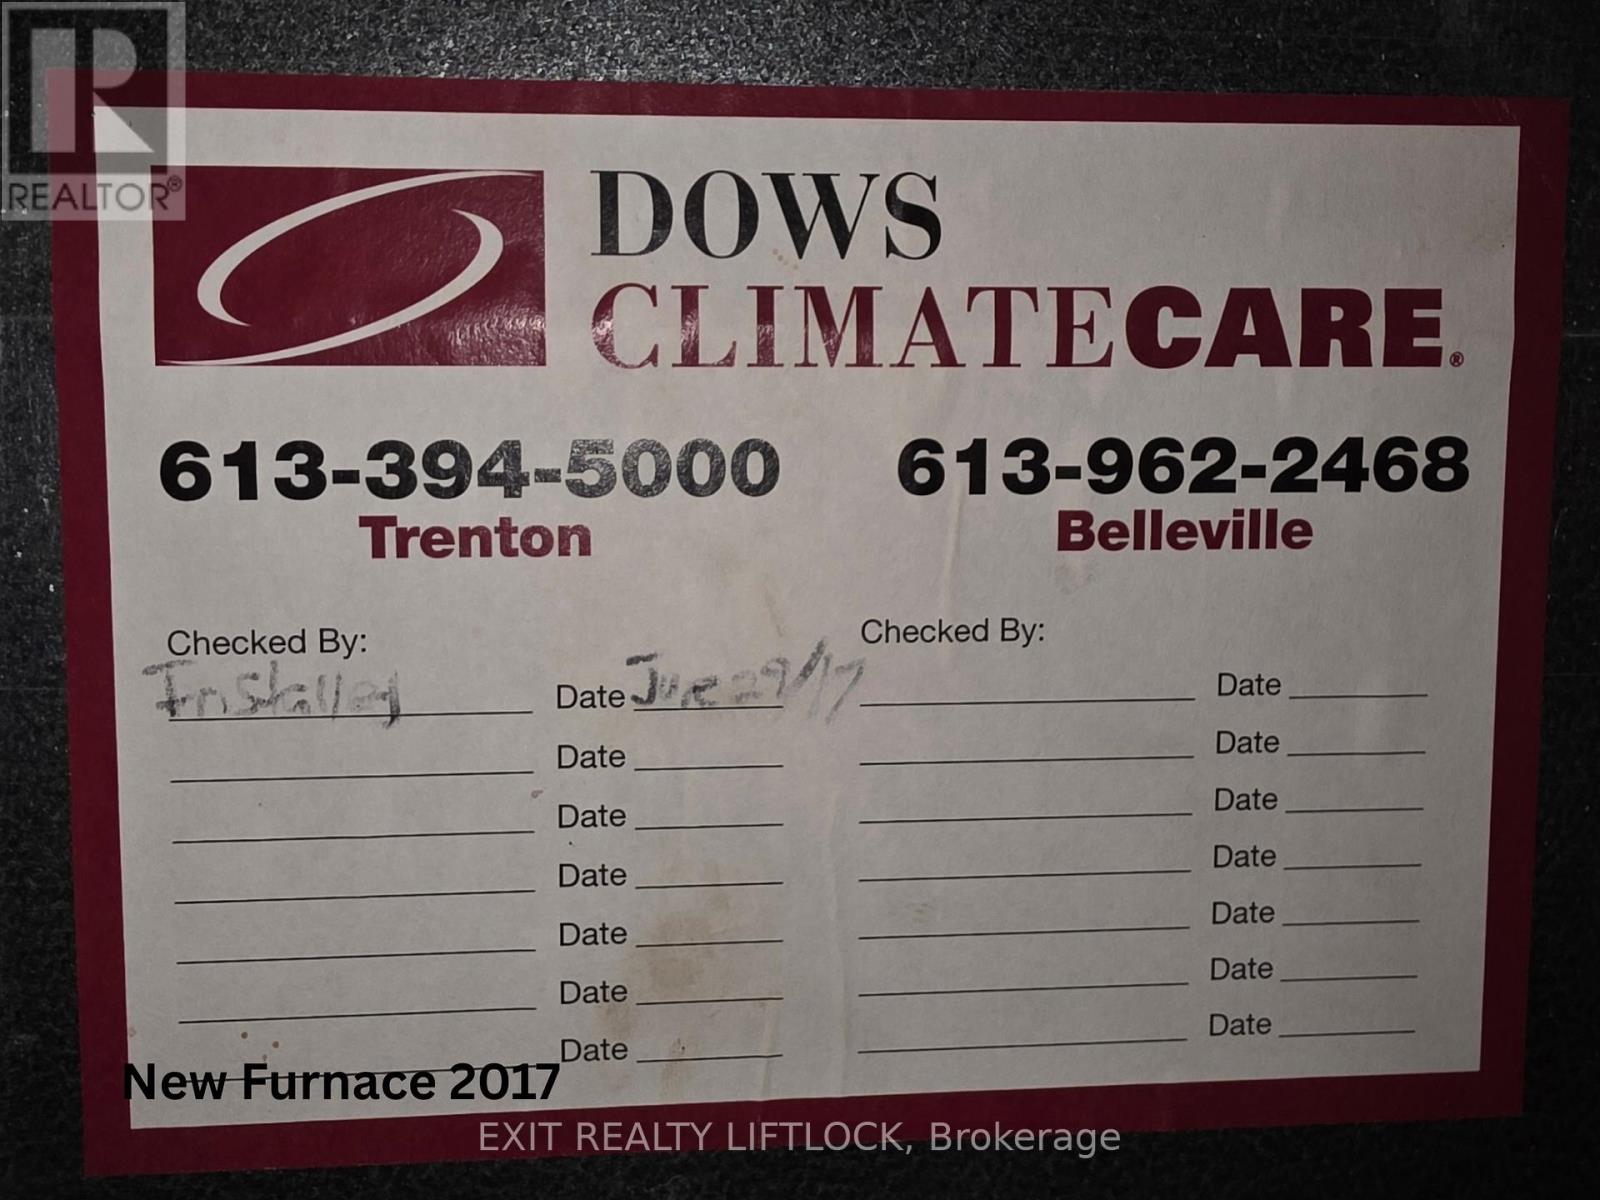 REALTOR®
DOWS
CLIMATECARE®
613-394-5000
Trenton
613-962-2468
Belleville
Checked By:
Installed Date June 29/17
Date
Date
Date
Date
Date
Date
Checked By:
Date
Date
Date
Date
Date
Date
Date
New Furnace 2017
EXIT REALTY LIFTLOCK, Brokerage